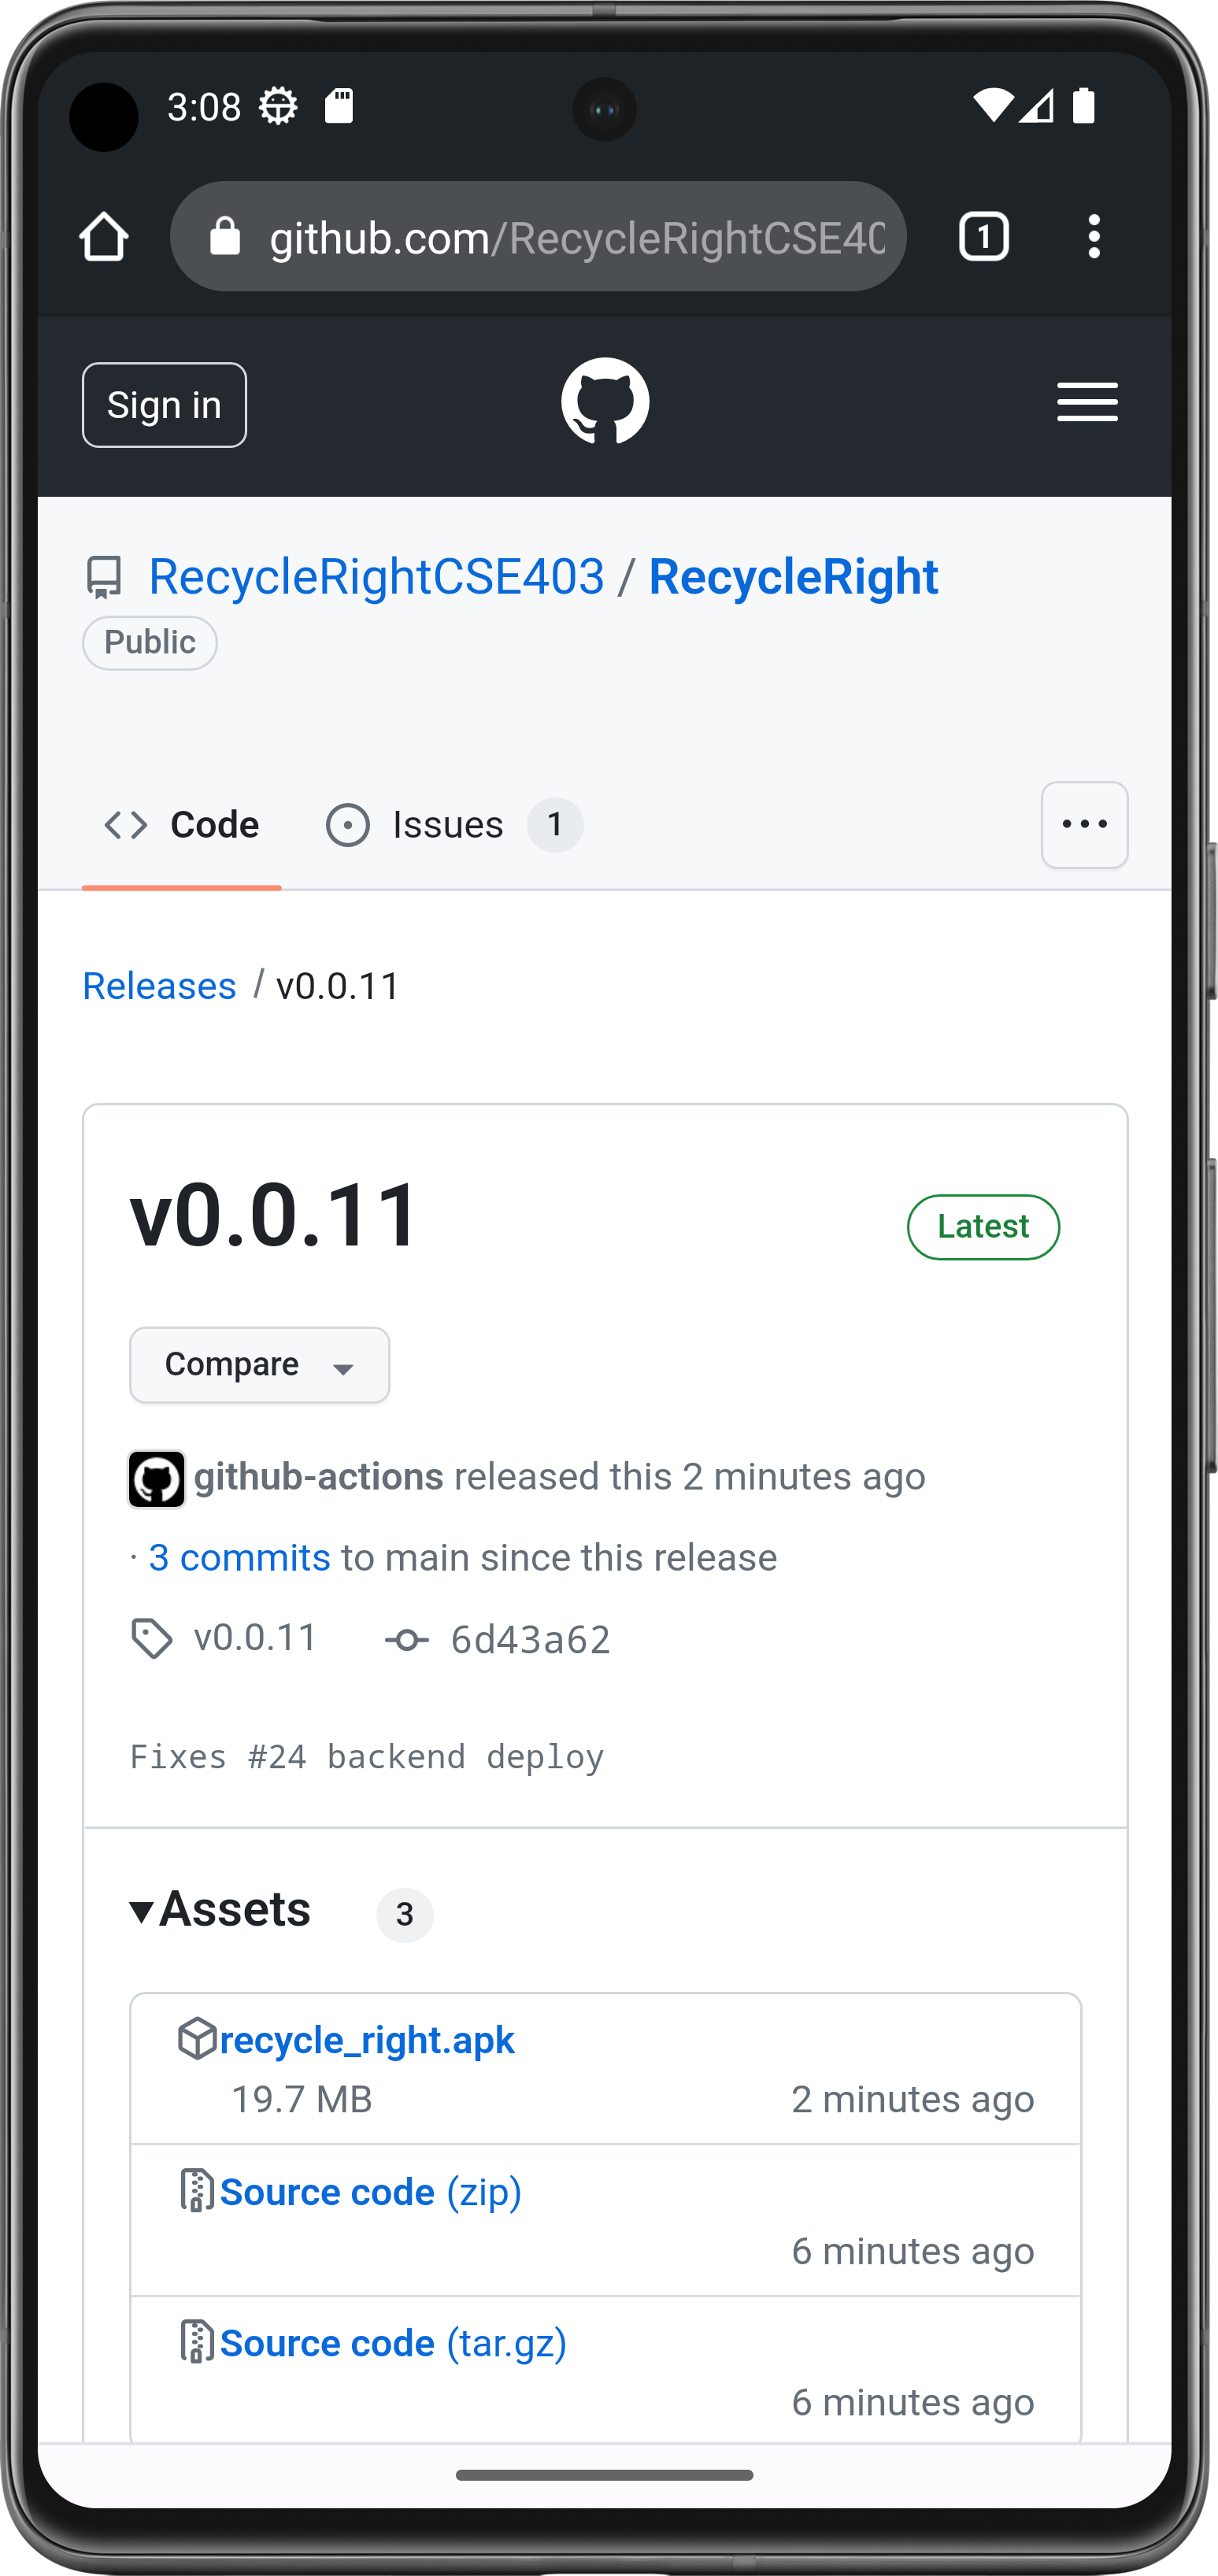 3:08
github.com/RecycleRightCSE40
1
Sign in
RecycleRightCSE403 / RecycleRight
Public
Code
Issues 1
Releases / v0.0.11
v0.0.11
Latest
Compare
github-actions released this 2 minutes ago
· 3 commits to main since this release
v0.0.11 6d43a62
Fixes #24 backend deploy
Assets 3
recycle_right.apk
19.7 MB 2 minutes ago
Source code (zip)
6 minutes ago
Source code (tar.gz)
6 minutes ago